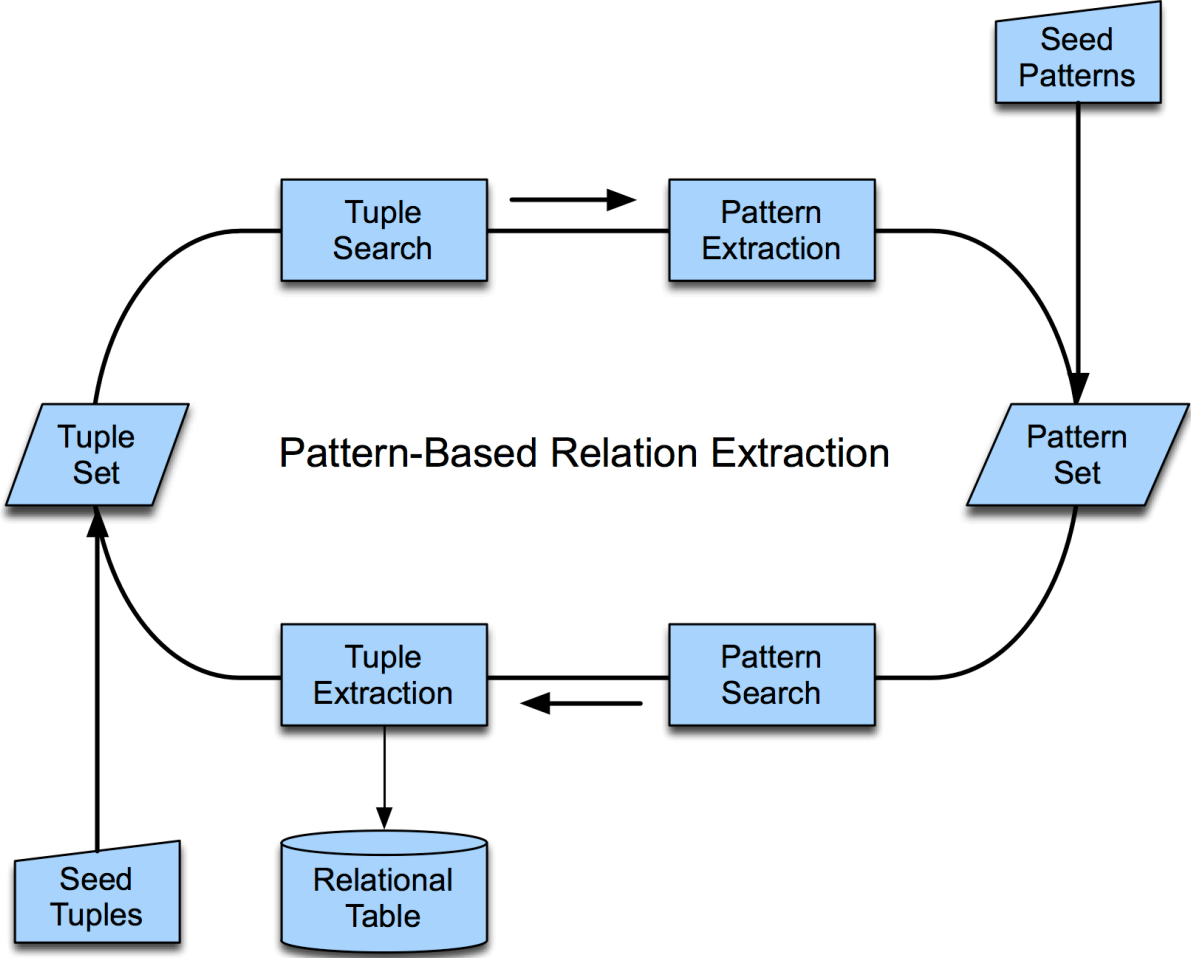 Seed
Patterns
Tuple
Search
Pattern
Extraction
Tuple
Set
Pattern-Based Relation Extraction
Pattern
Set
Tuple
Extraction
Pattern
Search
Seed
Tuples
Relational
Table